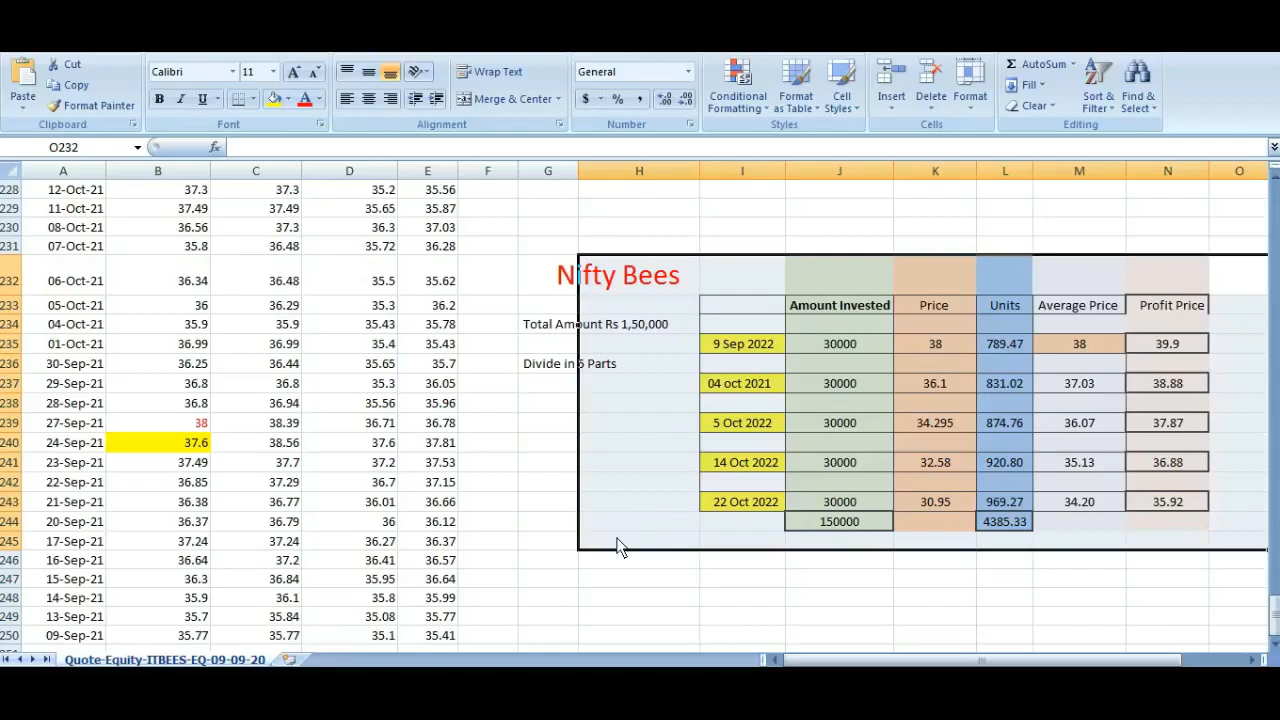 Cut
Copy
Format Painter
Paste
Clipboard
Calibri 11
B I U
Font
Wrap Text
Merge & Center
Alignment
General
$ % ,
Number
Conditional Formatting
Format as Table
Cell Styles
Styles
Insert Delete Format
Cells
AutoSum
Fill
Clear
Sort & Filter
Find & Select
Editing
O232 fx
A B C D E F G H I J K L M N O
228 12-Oct-21 37.3 37.3 35.2 35.56
229 11-Oct-21 37.49 37.49 35.65 35.87
230 08-Oct-21 36.56 37.3 36.3 37.03
231 07-Oct-21 35.8 36.48 35.72 36.28
232 06-Oct-21 36.34 36.48 35.5 35.62 Nifty Bees
233 05-Oct-21 36 36.29 35.3 36.2 Amount Invested Price Units Average Price Profit Price
234 04-Oct-21 35.9 35.9 35.43 35.78 Total Amount Rs 1,50,000
235 01-Oct-21 36.99 36.99 35.4 35.43 9 Sep 2022 30000 38 789.47 38 39.9
236 30-Sep-21 36.25 36.44 35.65 35.7 Divide in 5 Parts
237 29-Sep-21 36.8 36.8 35.3 36.05 04 oct 2021 30000 36.1 831.02 37.03 38.88
238 28-Sep-21 36.8 36.94 35.56 35.96
239 27-Sep-21 38 38.39 36.71 36.78 5 Oct 2022 30000 34.295 874.76 36.07 37.87
240 24-Sep-21 37.6 38.56 37.6 37.81
241 23-Sep-21 37.49 37.7 37.2 37.53 14 Oct 2022 30000 32.58 920.80 35.13 36.88
242 22-Sep-21 36.85 37.29 36.7 37.15
243 21-Sep-21 36.38 36.77 36.01 36.66 22 Oct 2022 30000 30.95 969.27 34.20 35.92
244 20-Sep-21 36.37 36.79 36 36.12 150000 4385.33
245 17-Sep-21 37.24 37.24 36.27 36.37
246 16-Sep-21 36.64 37.2 36.41 36.57
247 15-Sep-21 36.3 36.84 35.95 36.64
248 14-Sep-21 35.9 36.1 35.8 35.99
249 13-Sep-21 35.7 35.84 35.08 35.77
250 09-Sep-21 35.77 35.77 35.1 35.41
Quote-Equity-ITBEES-EQ-09-09-20